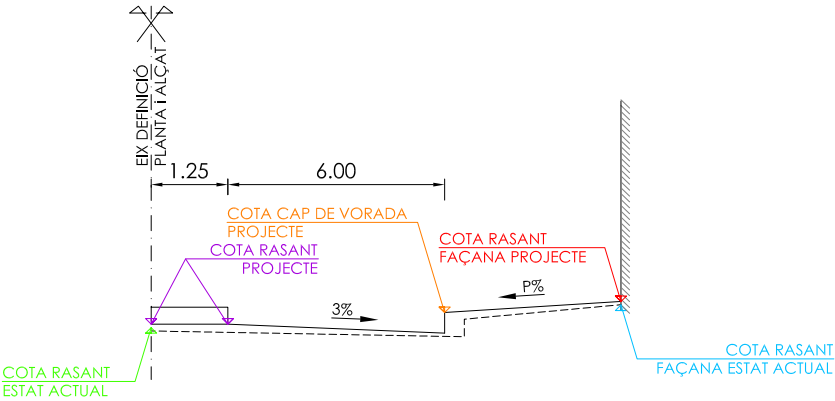 EIX DEFINICIÓ
PLANTA i ALÇAT
1.25
6.00
COTA CAP DE VORADA
PROJECTE
COTA RASANT
PROJECTE
COTA RASANT
FAÇANA PROJECTE
3%
P%
COTA RASANT
ESTAT ACTUAL
COTA RASANT
FAÇANA ESTAT ACTUAL